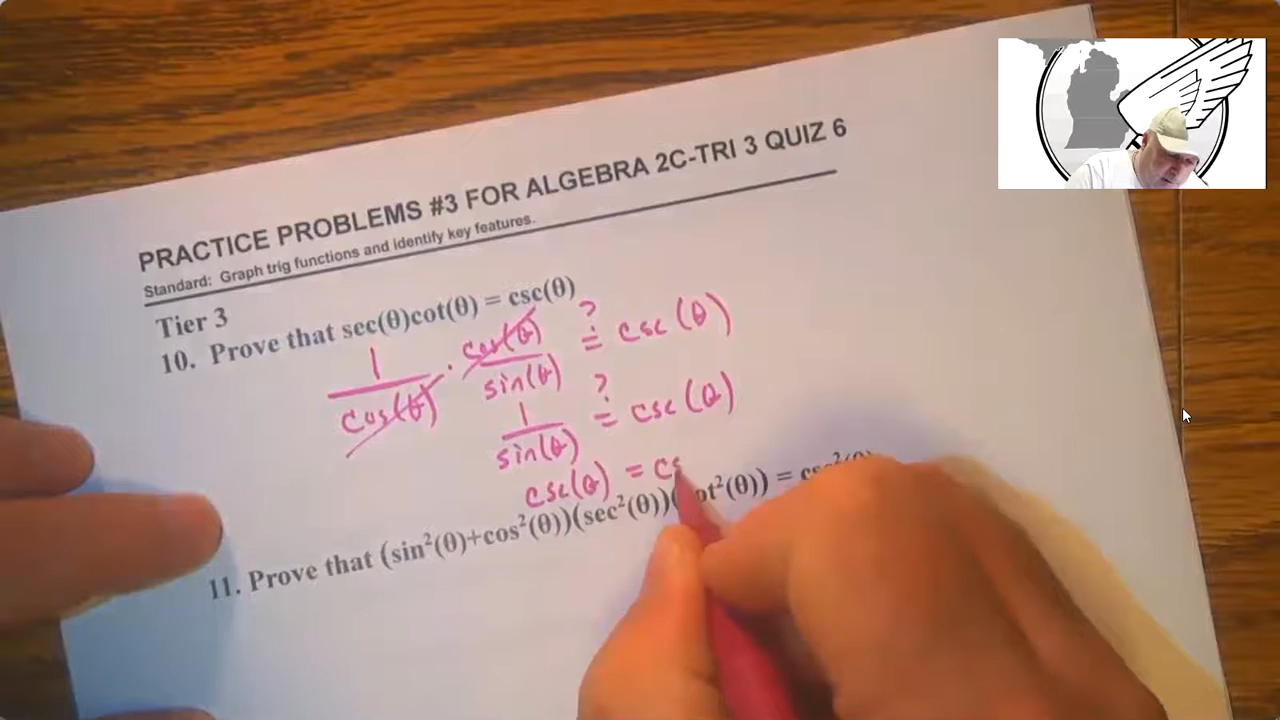 PRACTICE PROBLEMS #3 FOR ALGEBRA 2C-TRI 3 QUIZ 6
Standard: Graph trig functions and identify key features.
Tier 3
10. Prove that sec(θ)cot(θ) = csc(θ)
1/cos(θ) · cos(θ)/sin(θ) ≟ csc(θ)
1/sin(θ) ≟ csc(θ)
csc(θ) = cs
11. Prove that (sin²(θ)+cos²(θ))(sec²(θ))(cot²(θ)) = csc²(θ)